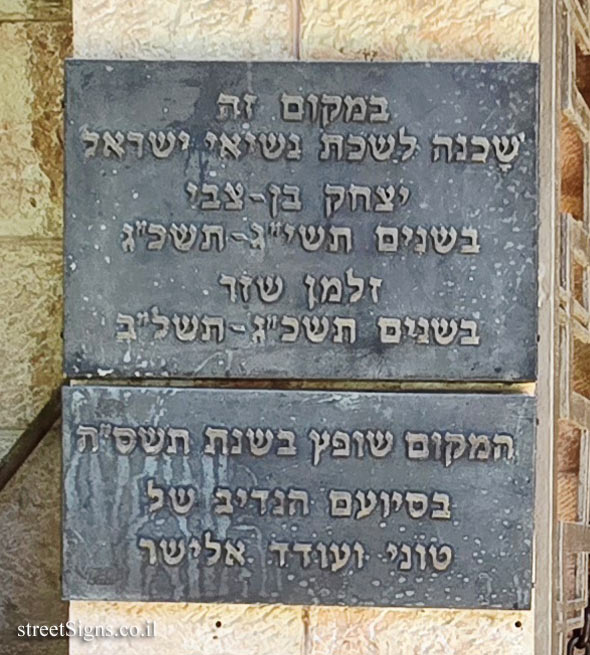 במקום זה
שָכנה לשכת נשיאי ישראל
יצחק בן-צבי
בשנים תשי"ג-תשכ"ג
זלמן שזר
בשנים תשכ"ג-תשל"ב
המקום שופץ בשנת תשס"ה
בסיועם הנדיב של
טוני ועודד אלישר
streetSigns.co.il